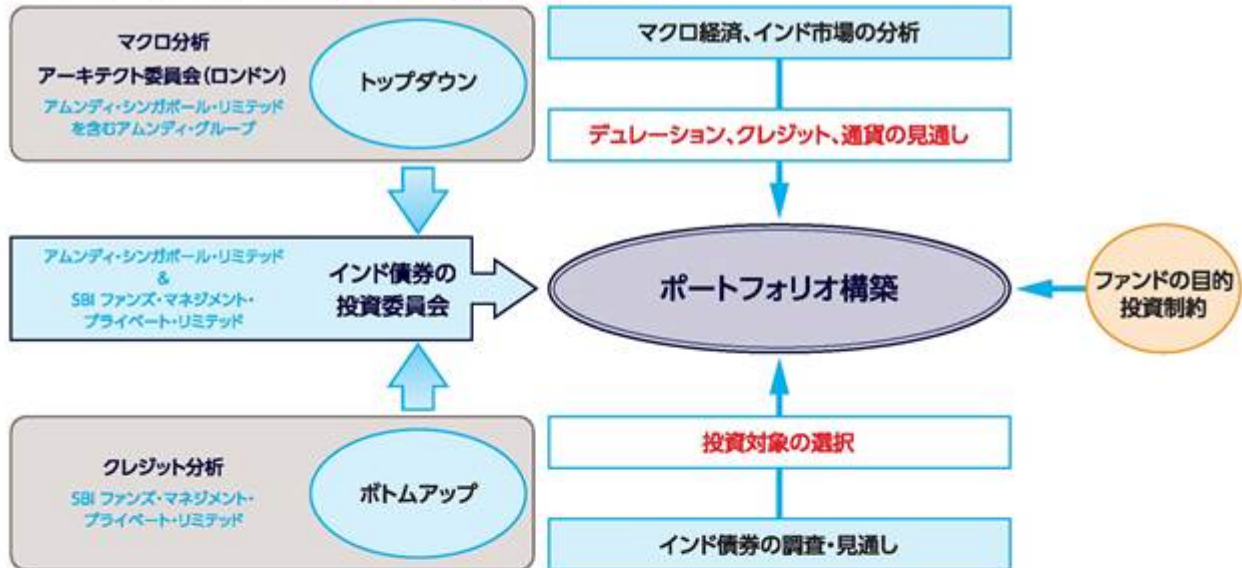 マクロ分析
アーキテクト委員会(ロンドン)
アムンディ・シンガポール・リミテッド
を含むアムンディ・グループ
トップダウン
マクロ経済、インド市場の分析
デュレーション、クレジット、通貨の見通し
アムンディ・シンガポール・リミテッド
&
SBI ファンズ・マネジメント・
プライベート・リミテッド
インド債券の
投資委員会
ポートフォリオ構築
ファンドの目的
投資制約
クレジット分析
SBI ファンズ・マネジメント・
プライベート・リミテッド
ボトムアップ
投資対象の選択
インド債券の調査・見通し